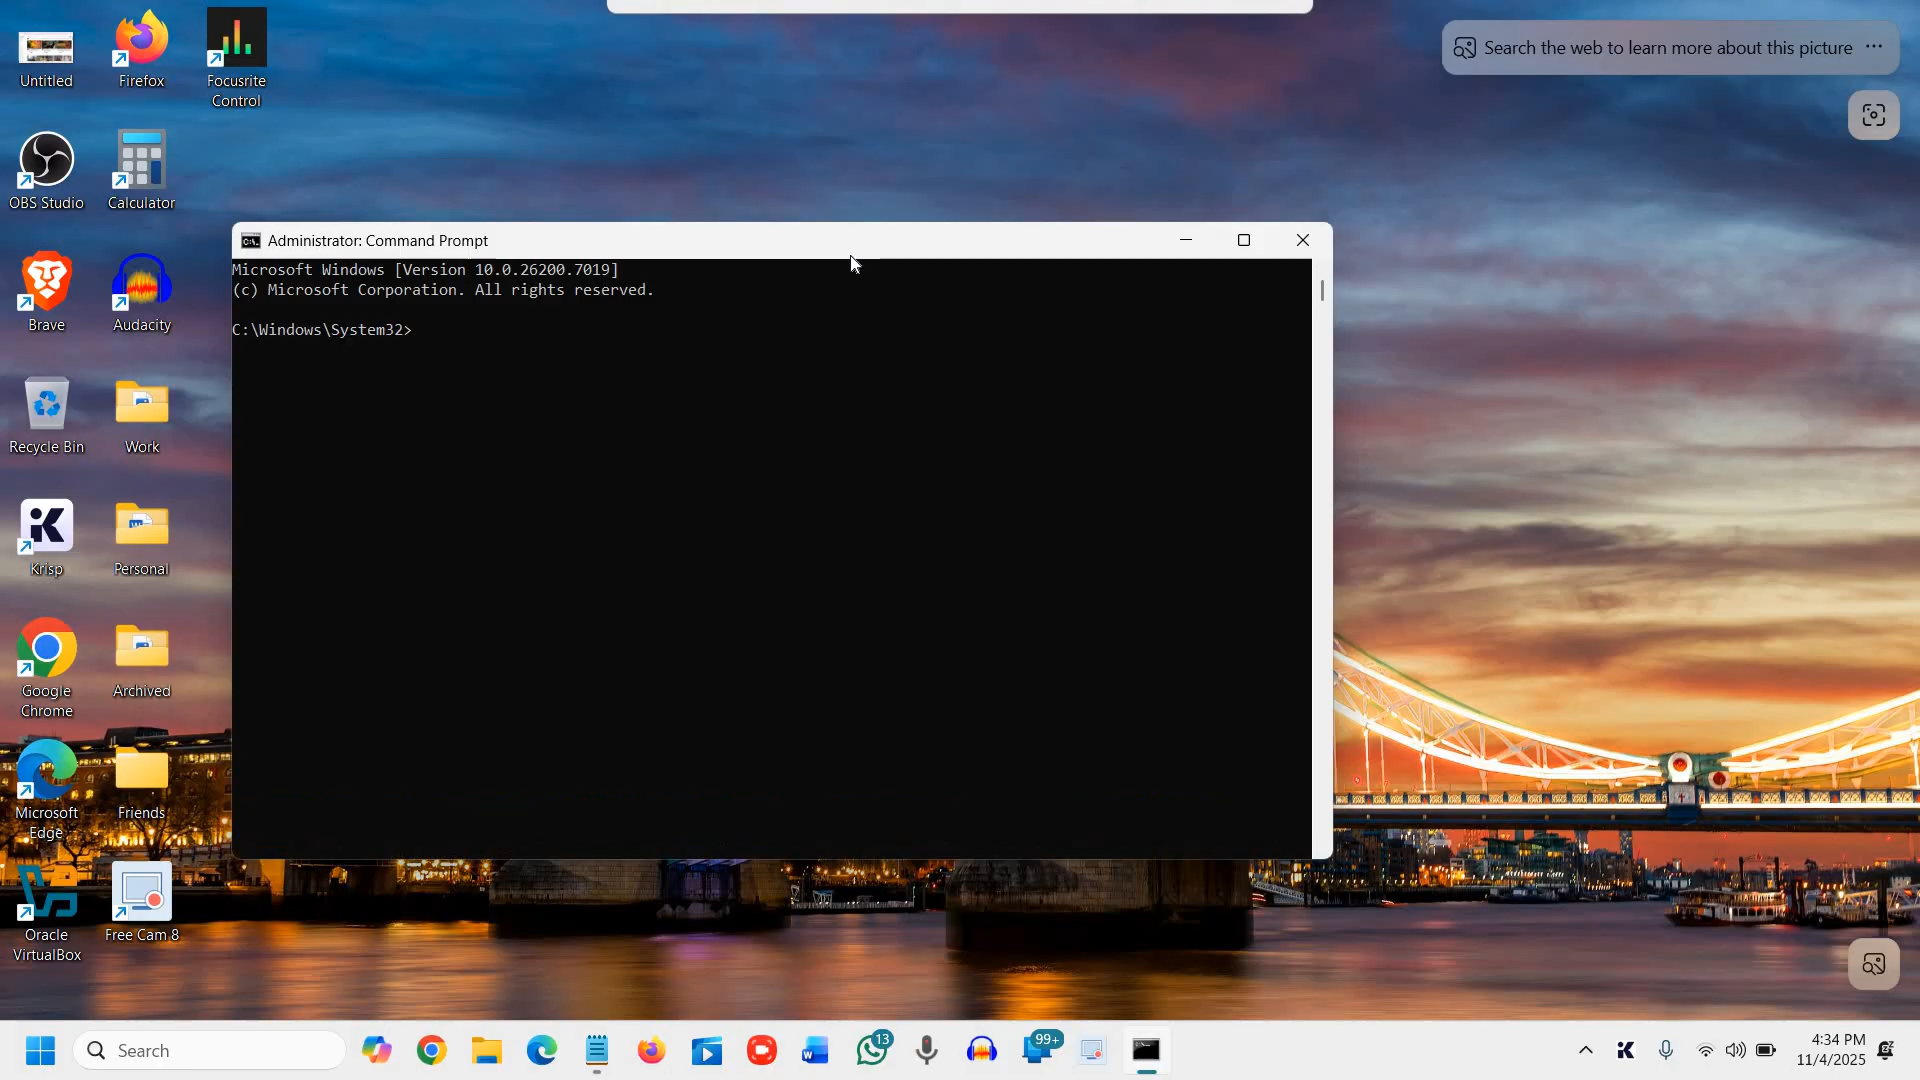 Search the web to learn more about this picture
Untitled
Firefox
Focusrite
Control
OBS Studio
Calculator
Brave
Audacity
Recycle Bin
Work
Krisp
Personal
Google
Chrome
Archived
Microsoft
Edge
Friends
Oracle
VirtualBox
Free Cam 8
Administrator: Command Prompt
Microsoft Windows [Version 10.0.26200.7019]
(c) Microsoft Corporation. All rights reserved.
C:\Windows\System32>
Search
13
99+
4:34 PM
11/4/2025